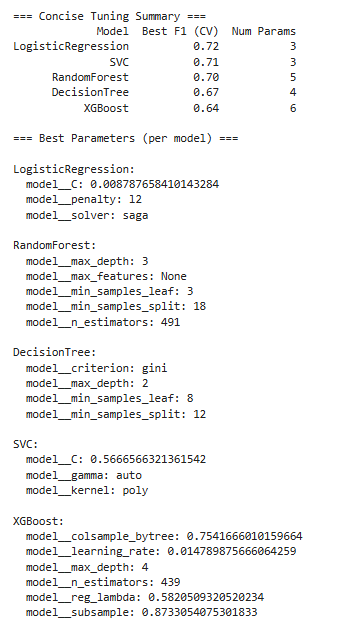 === Concise Tuning Summary ===
Model  Best F1 (CV)  Num Params
LogisticRegression  0.72  3
SVC  0.71  3
RandomForest  0.70  5
DecisionTree  0.67  4
XGBoost  0.64  6

=== Best Parameters (per model) ===

LogisticRegression:
  model__C: 0.008787658410143284
  model__penalty: l2
  model__solver: saga

RandomForest:
  model__max_depth: 3
  model__max_features: None
  model__min_samples_leaf: 3
  model__min_samples_split: 18
  model__n_estimators: 491

DecisionTree:
  model__criterion: gini
  model__max_depth: 2
  model__min_samples_leaf: 8
  model__min_samples_split: 12

SVC:
  model__C: 0.5666566321361542
  model__gamma: auto
  model__kernel: poly

XGBoost:
  model__colsample_bytree: 0.7541666010159664
  model__learning_rate: 0.014789875666064259
  model__max_depth: 4
  model__n_estimators: 439
  model__reg_lambda: 0.5820509320520234
  model__subsample: 0.8733054075301833